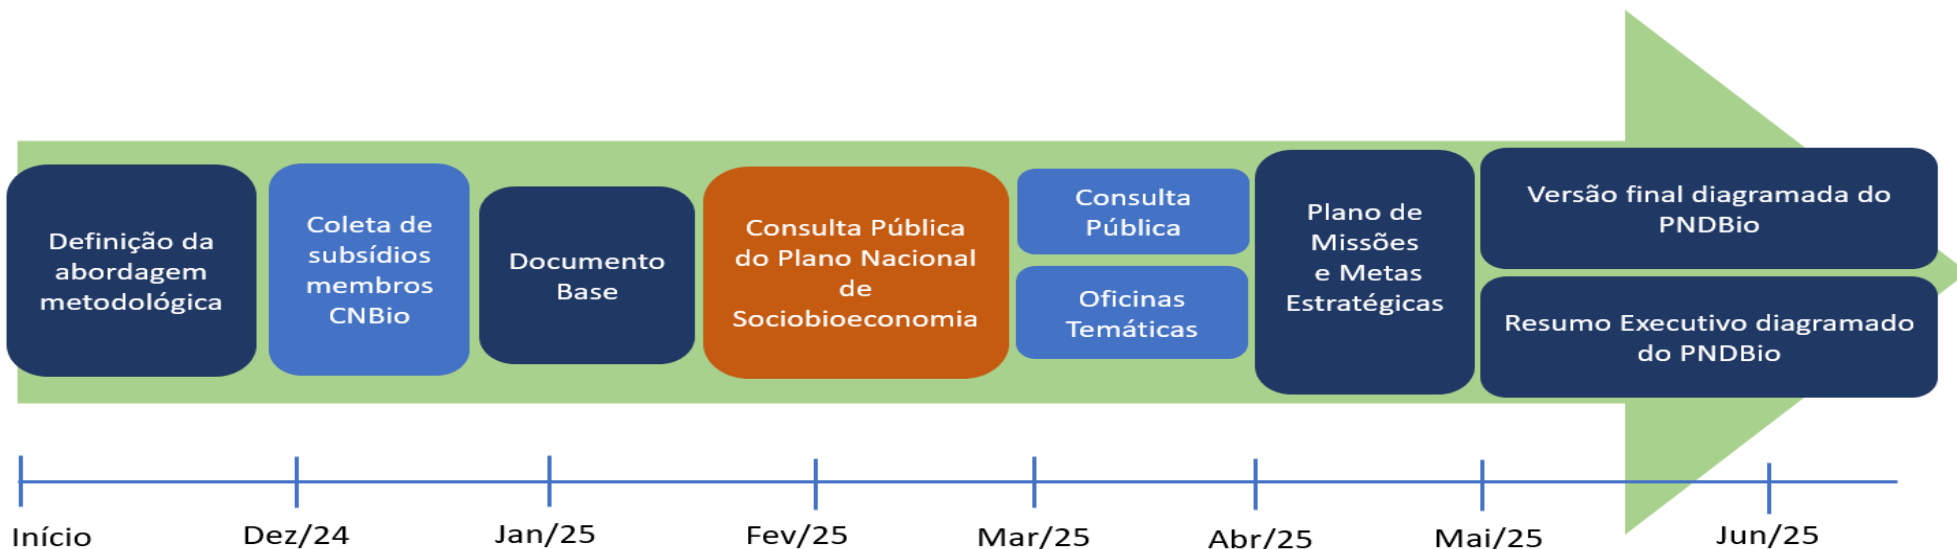 Definição da
abordagem
metodológica
Coleta de
subsídios
membros
CNBio
Documento
Base
Consulta Pública
do Plano Nacional
de
Sociobioeconomia
Consulta
Pública
Oficinas
Temáticas
Plano de
Missões
e Metas
Estratégicas
Versão final diagramada do
PNDBio
Resumo Executivo diagramado
do PNDBio
Início
Dez/24
Jan/25
Fev/25
Mar/25
Abr/25
Mai/25
Jun/25